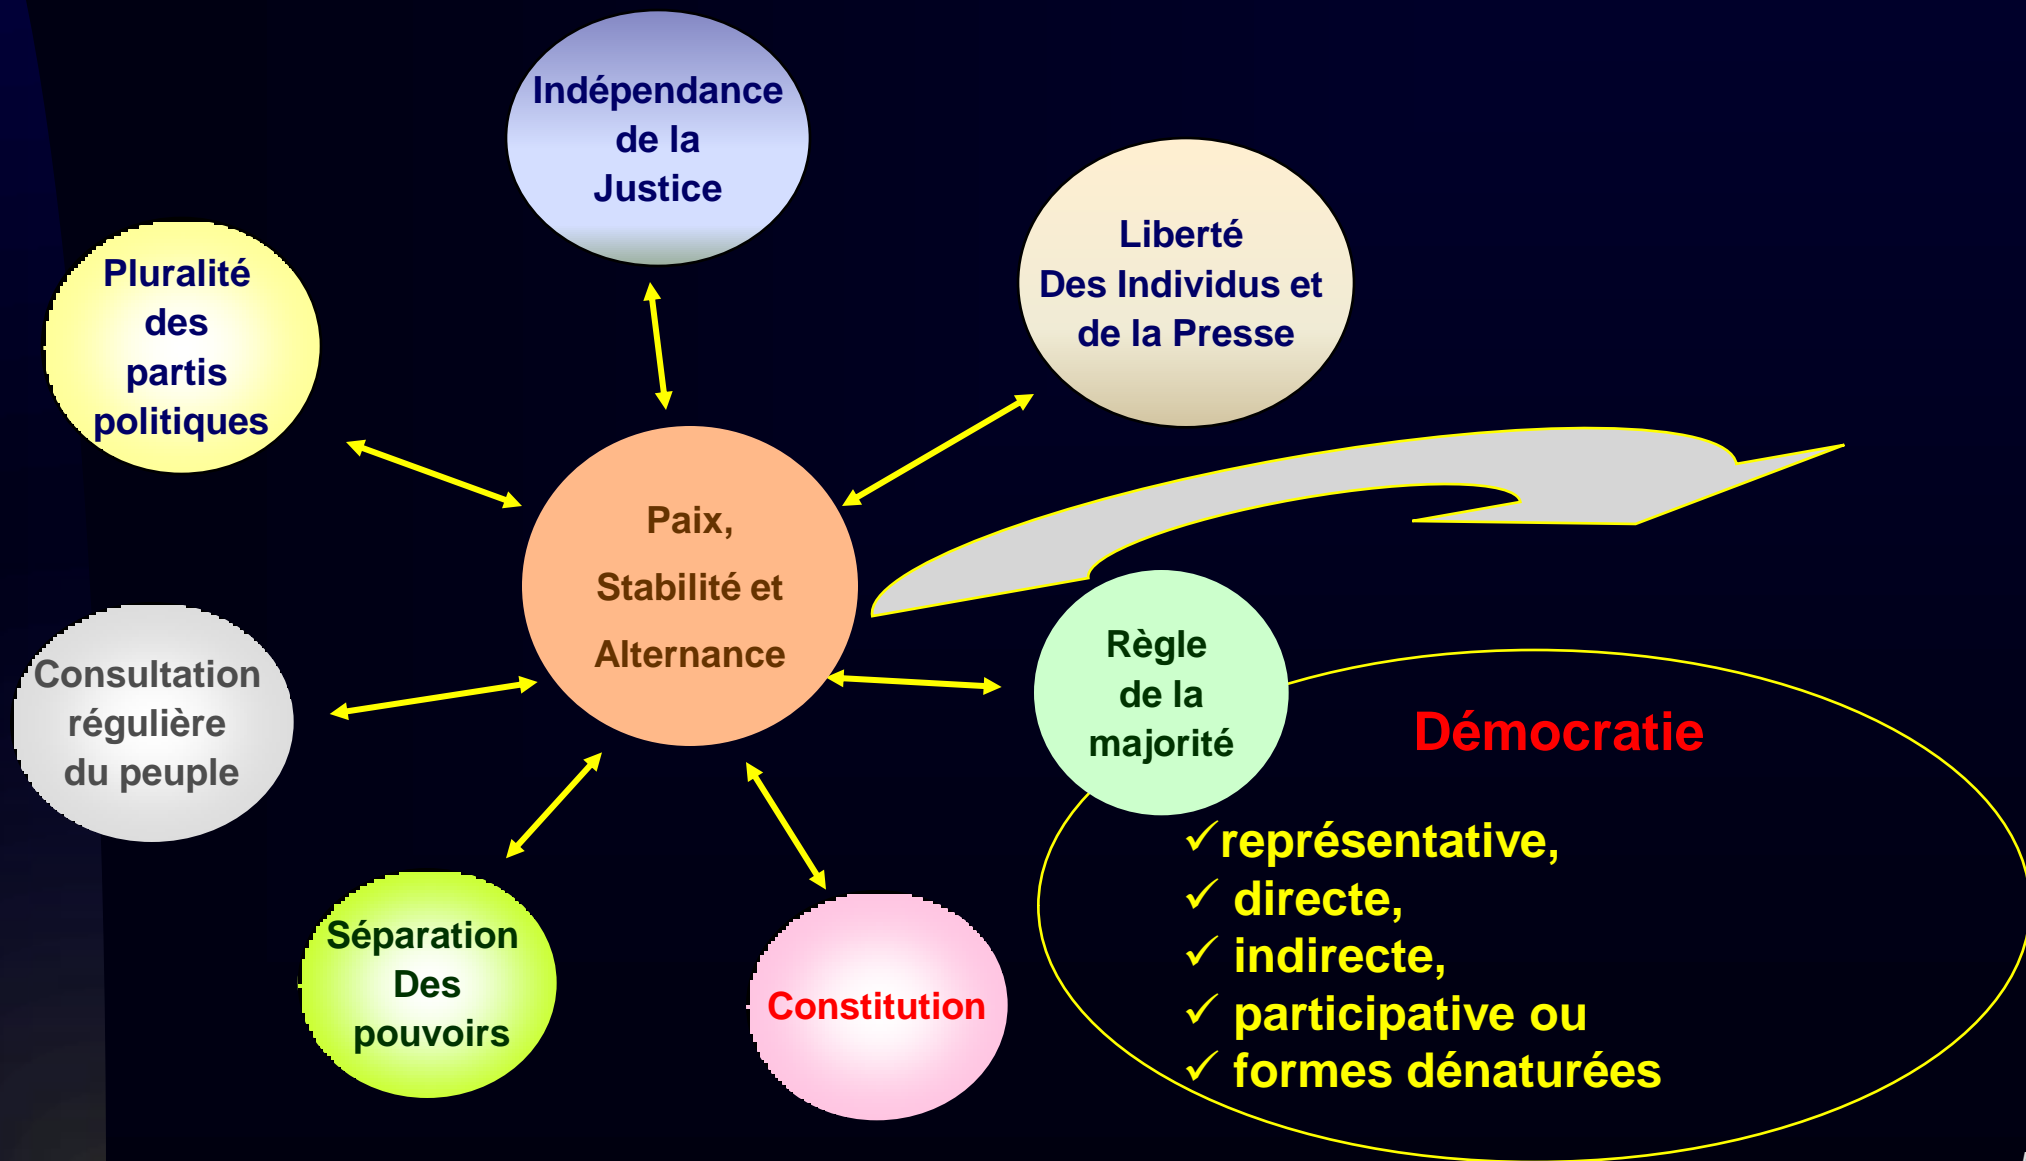 Indépendance
de la
Justice
Liberté
Des Individus et
de la Presse
Pluralité
des
partis
politiques
Paix,
Stabilité et
Alternance
Consultation
régulière
du peuple
Règle
de la
majorité
Démocratie
✓représentative,
✓ directe,
✓ indirecte,
✓ participative ou
✓ formes dénaturées
Séparation
Des
pouvoirs
Constitution